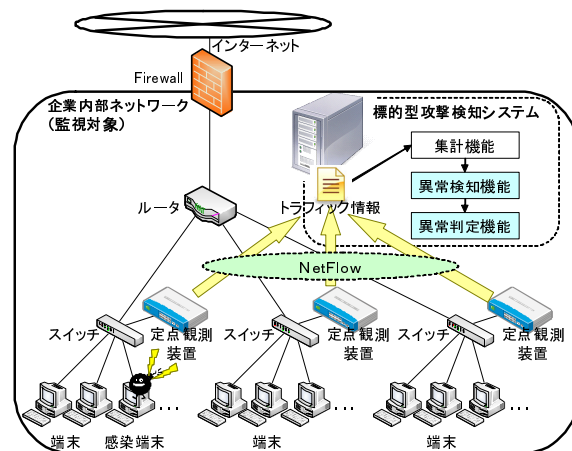 インターネット
Firewall
企業内部ネットワーク
(監視対象)
標的型攻撃検知システム
集計機能
異常検知機能
異常判定機能
ルータ
トラフィック情報
NetFlow
スイッチ
定点観測
装置
スイッチ
定点観測
装置
スイッチ
定点観測
装置
...
...
...
端末
感染端末
端末
端末